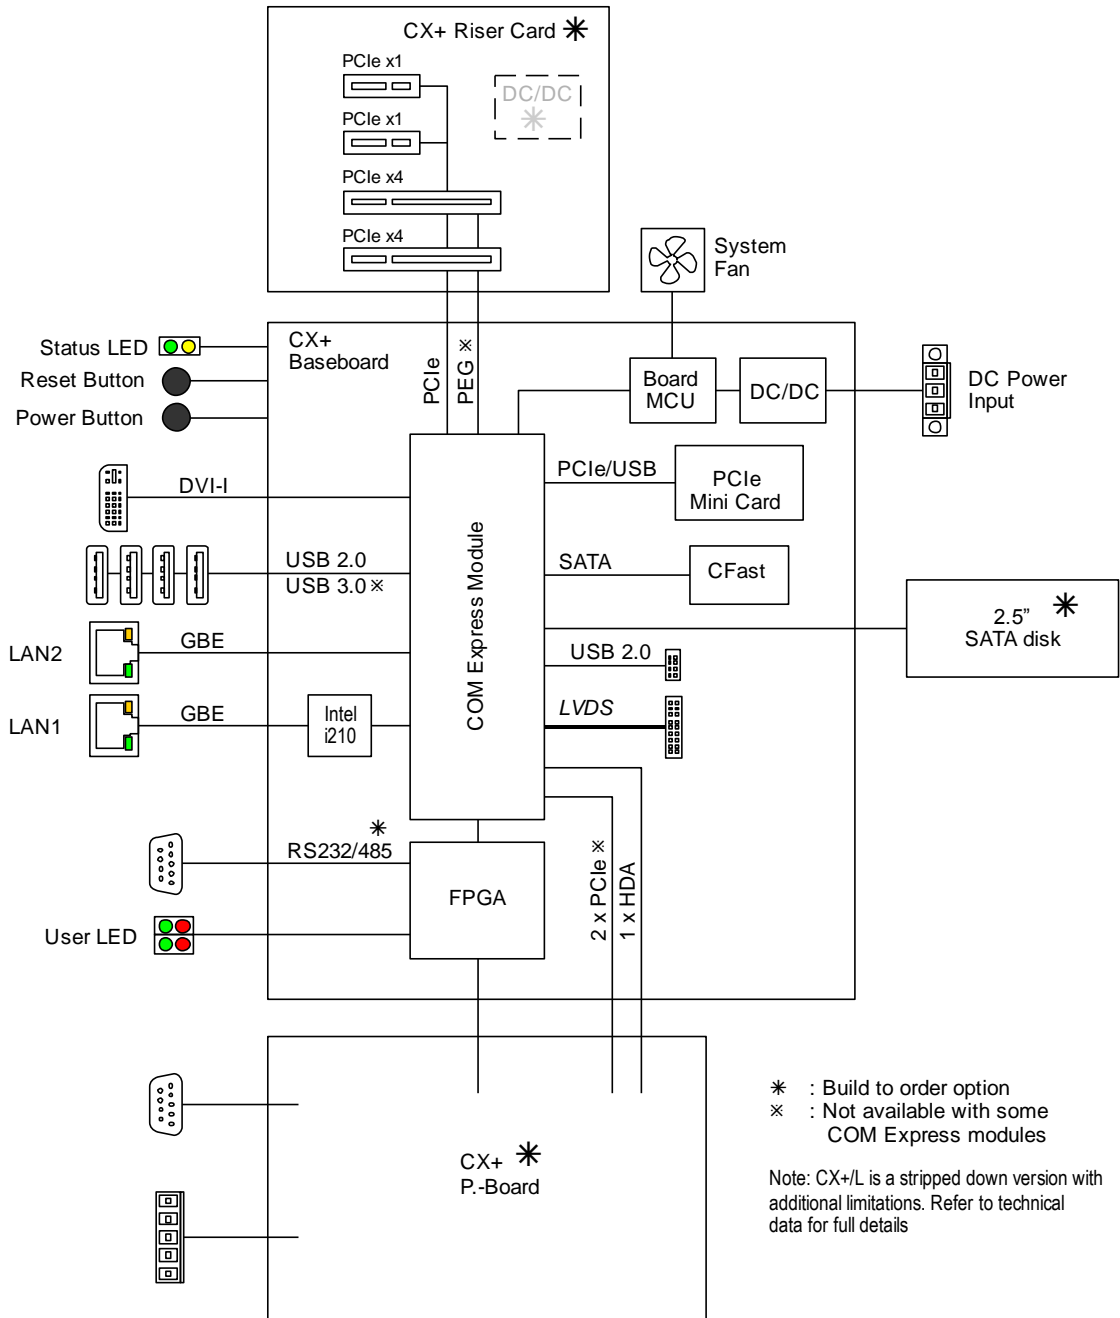 CX+ Riser Card *
PCIe x1
DC/DC
*
PCIe x1
PCIe x4
PCIe x4
System
Fan
Status LED
CX+
Baseboard
Reset Button
Power Button
PCIe
PEG ※
Board
MCU
DC/DC
DC Power
Input
DVI-I
PCIe/USB
PCIe
Mini Card
USB 2.0
USB 3.0 ※
COM Express Module
SATA
CFast
2.5” *
SATA disk
LAN2
GBE
USB 2.0
LAN1
GBE
Intel
i210
LVDS
*
RS232/485
FPGA
2 x PCIe ※
1 x HDA
User LED
CX+ *
P.-Board
* : Build to order option
※ : Not available with some
COM Express modules
Note: CX+/L is a stripped down version with
additional limitations. Refer to technical
data for full details